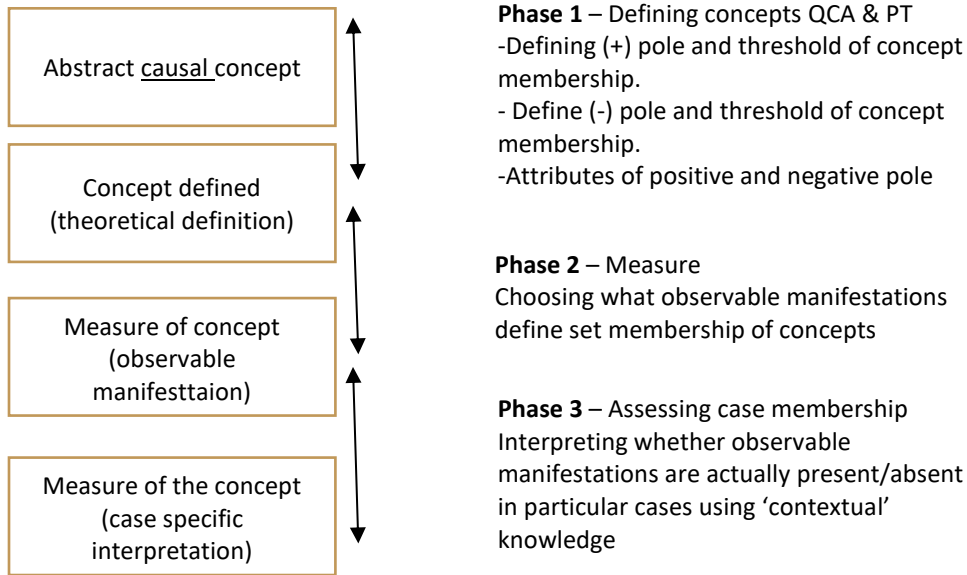 Abstract causal concept
Concept defined
(theoretical definition)
Measure of concept
(observable
manifesttaion)
Measure of the concept
(case specific
interpretation)
Phase 1 – Defining concepts QCA & PT
-Defining (+) pole and threshold of concept
membership.
- Define (-) pole and threshold of concept
membership.
-Attributes of positive and negative pole
Phase 2 – Measure
Choosing what observable manifestations
define set membership of concepts
Phase 3 – Assessing case membership
Interpreting whether observable
manifestations are actually present/absent
in particular cases using ‘contextual’
knowledge